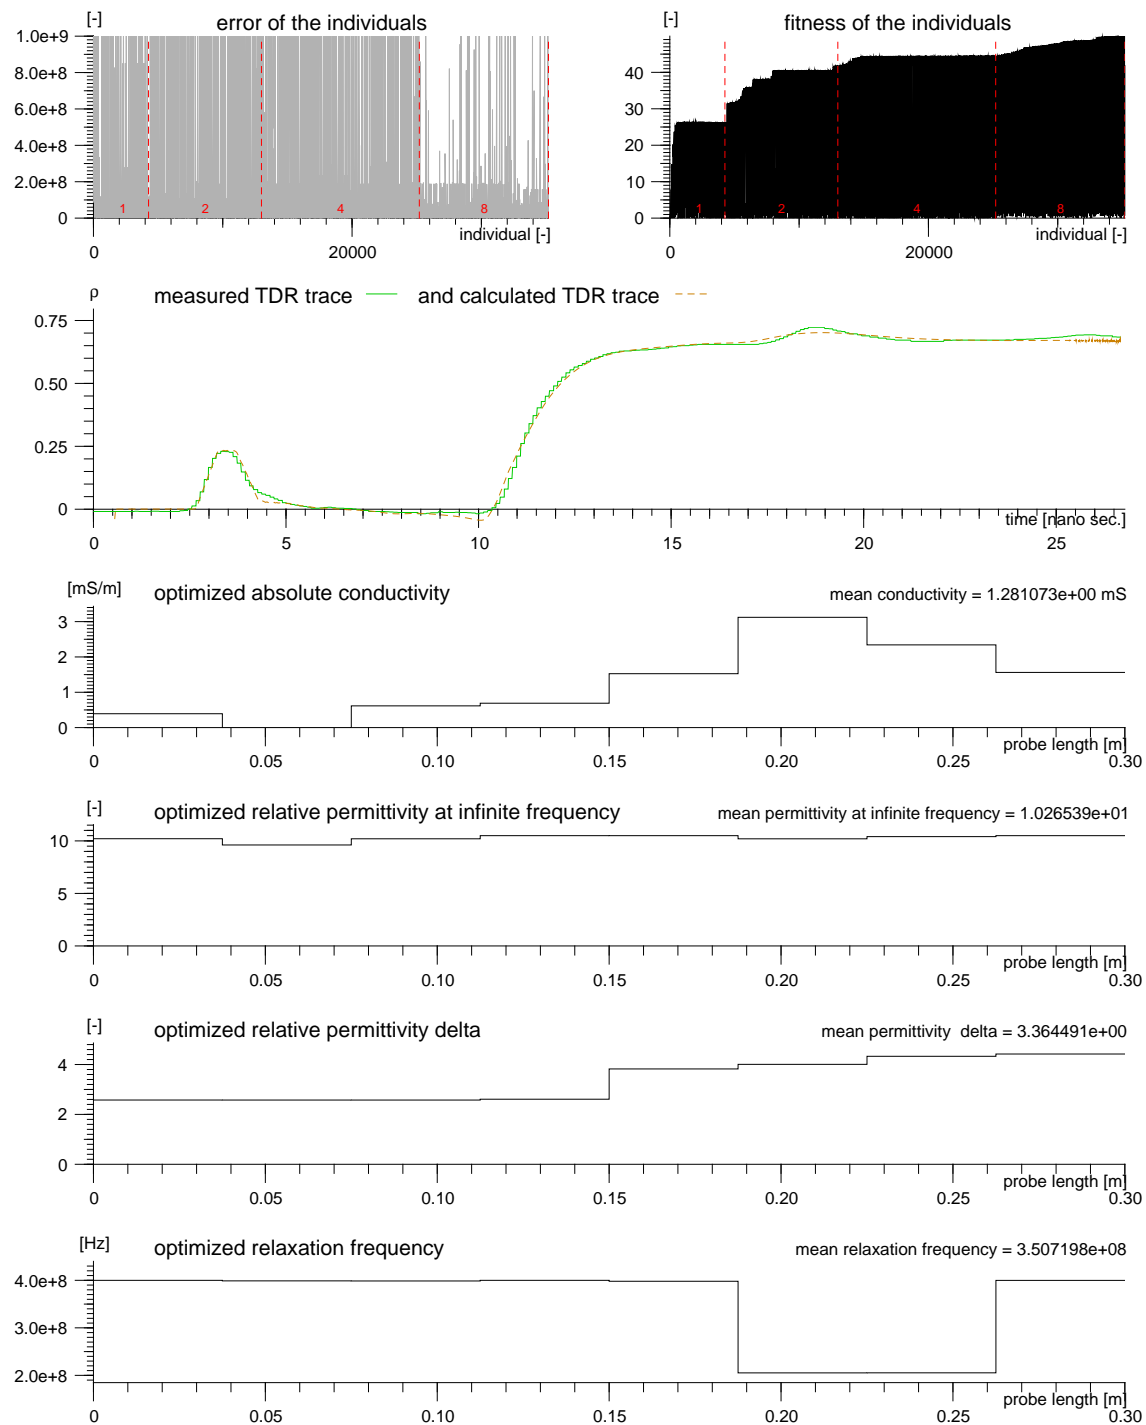 error of the individuals
[-]
1.0e+9
8.0e+8
6.0e+8
4.0e+8
2.0e+8
0
1 2 4 8
individual [-]
0 20000
fitness of the individuals
[-]
40
30
20
10
0
1 2 4 8
individual [-]
0 20000
ρ measured TDR trace and calculated TDR trace
0.75
0.50
0.25
0
time [nano sec.]
0 5 10 15 20 25
[mS/m] optimized absolute conductivity mean conductivity = 1.281073e+00 mS
3
2
1
0
probe length [m]
0 0.05 0.10 0.15 0.20 0.25 0.30
[-] optimized relative permittivity at infinite frequency mean permittivity at infinite frequency = 1.026539e+01
10
5
0
probe length [m]
0 0.05 0.10 0.15 0.20 0.25 0.30
[-] optimized relative permittivity delta mean permittivity delta = 3.364491e+00
4
2
0
probe length [m]
0 0.05 0.10 0.15 0.20 0.25 0.30
[Hz] optimized relaxation frequency mean relaxation frequency = 3.507198e+08
4.0e+8
3.0e+8
2.0e+8
probe length [m]
0 0.05 0.10 0.15 0.20 0.25 0.30